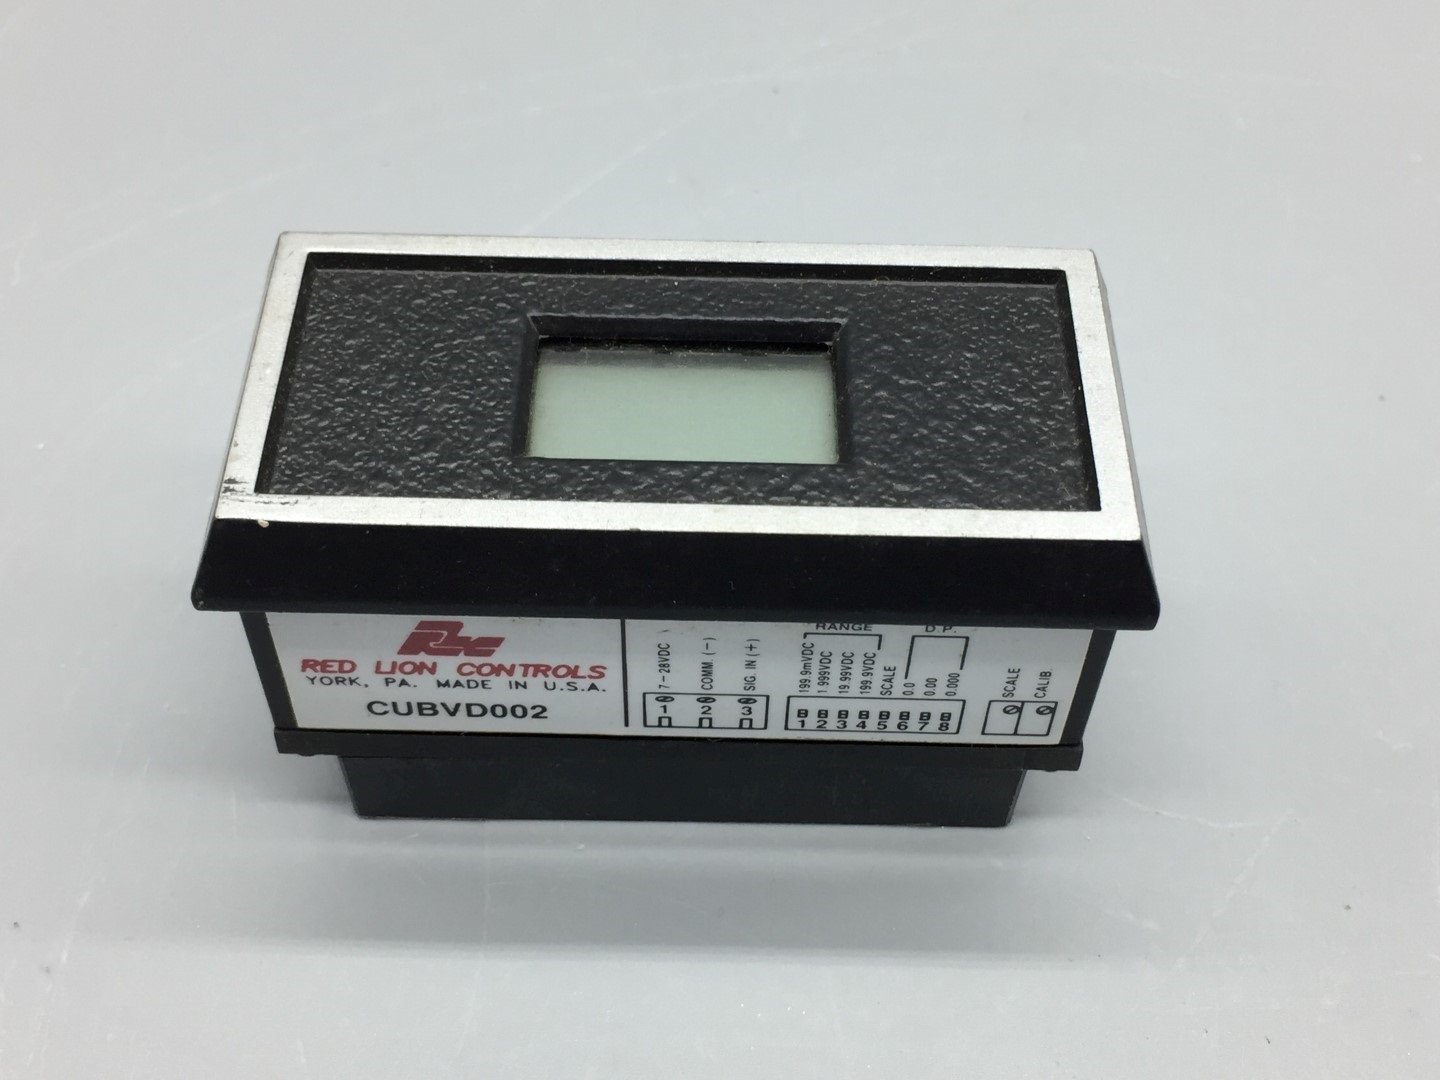 RLC
RED LION CONTROLS
YORK, PA. MADE IN U.S.A.
CUBVD002
7-28VDC
COMM. (-)
SIG. IN (+)
1 2 3
RANGE
199.9mVDC
1.999VDC
19.99VDC
199.9VDC
SCALE
D.P.
0.0
0.00
0.000
1 2 3 4 5 6 7 8
SCALE
CALIB.